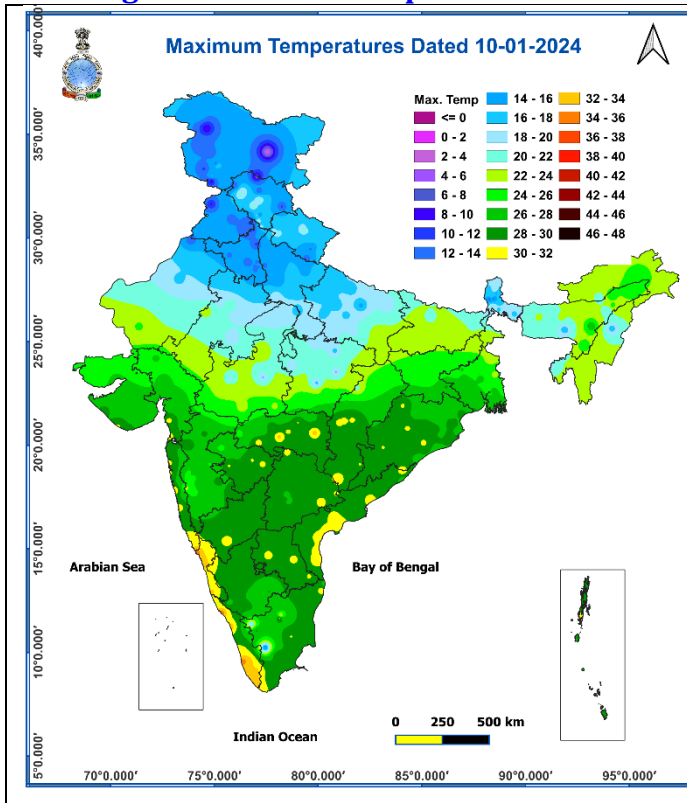 Maximum Temperatures Dated 10-01-2024
Max. Temp
<= 0
0 - 2
2 - 4
4 - 6
6 - 8
8 - 10
10 - 12
12 - 14
14 - 16
16 - 18
18 - 20
20 - 22
22 - 24
24 - 26
26 - 28
28 - 30
30 - 32
32 - 34
34 - 36
36 - 38
38 - 40
40 - 42
42 - 44
44 - 46
46 - 48
40°0.000'
35°0.000'
30°0.000'
25°0.000'
20°0.000'
15°0.000'
10°0.000'
5°0.000'
Arabian Sea
Bay of Bengal
Indian Ocean
0 250 500 km
70°0.000' 75°0.000' 80°0.000' 85°0.000' 90°0.000' 95°0.000'